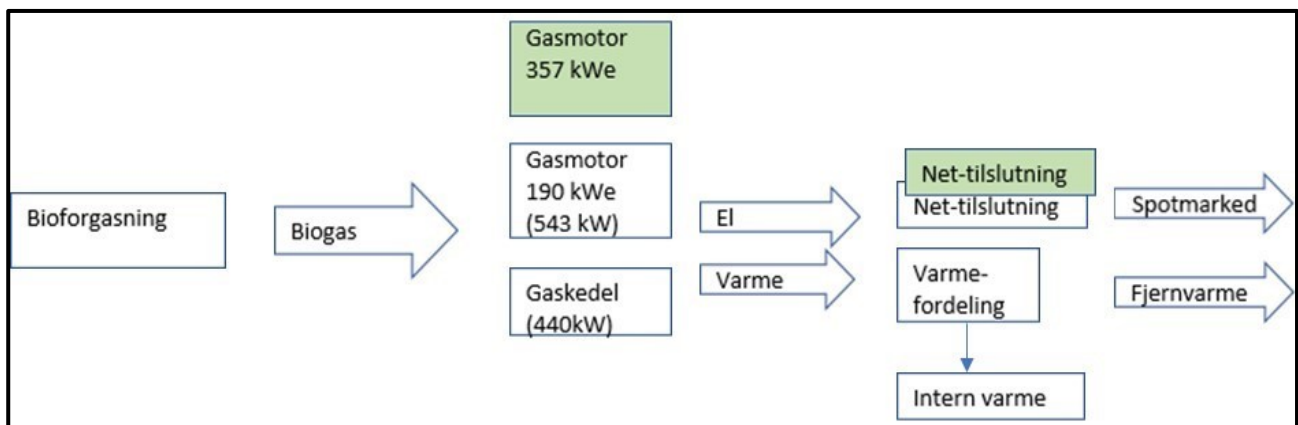 Gasmotor
357 kWe
Bioforgasning
Biogas
Gasmotor
190 kWe
(543 kW)
Gaskedel
(440kW)
El
Varme
Net-tilslutning
Net-tilslutning
Varme-
fordeling
Intern varme
Spotmarked
Fjernvarme